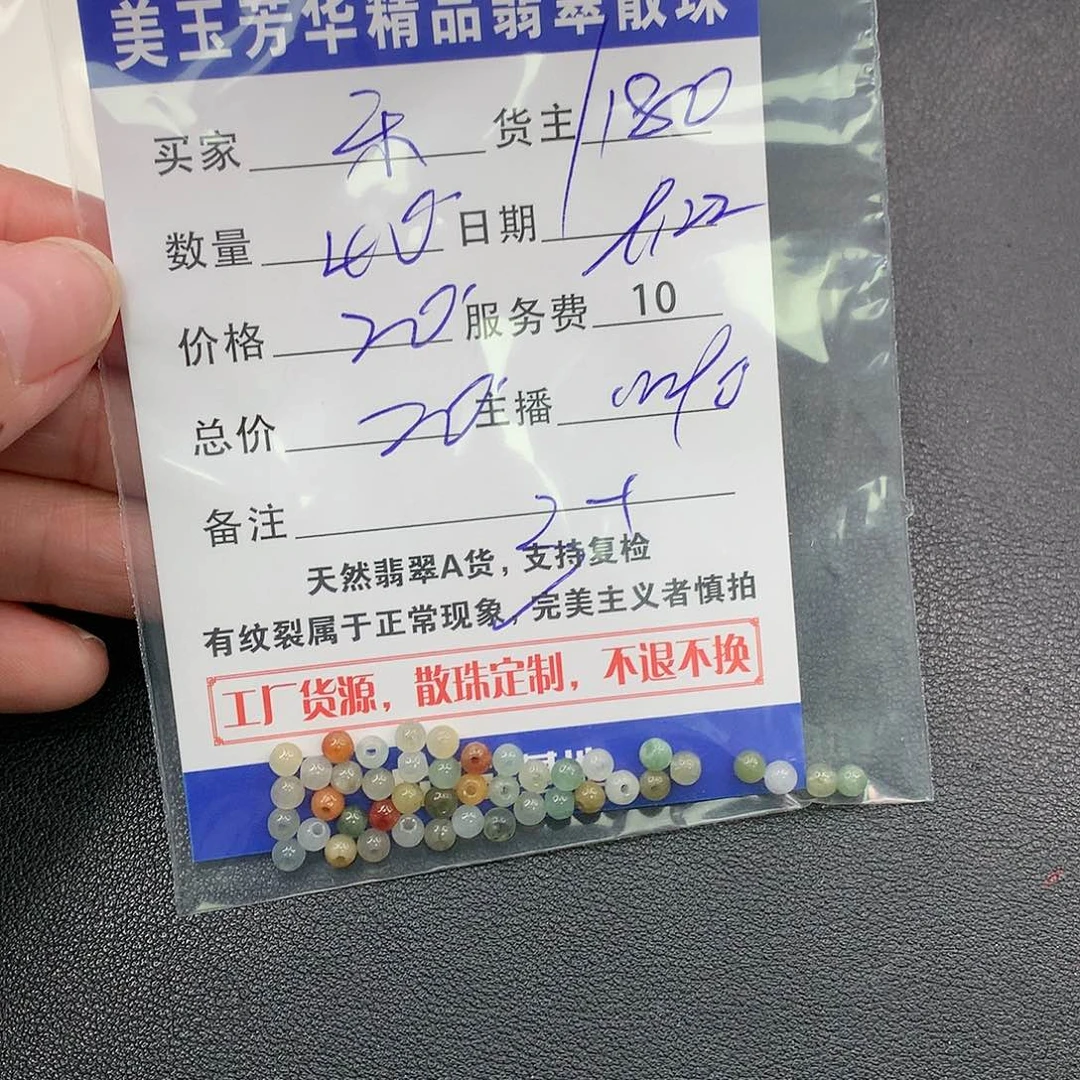 美玉芳华精品翡翠散珠
买家 朱 货主 180
数量 日期
价格 20 服务费 10
总价 20 主播
备注
天然翡翠A货，支持复检
有纹裂属于正常现象，完美主义者慎拍
工厂货源，散珠定制，不退不换